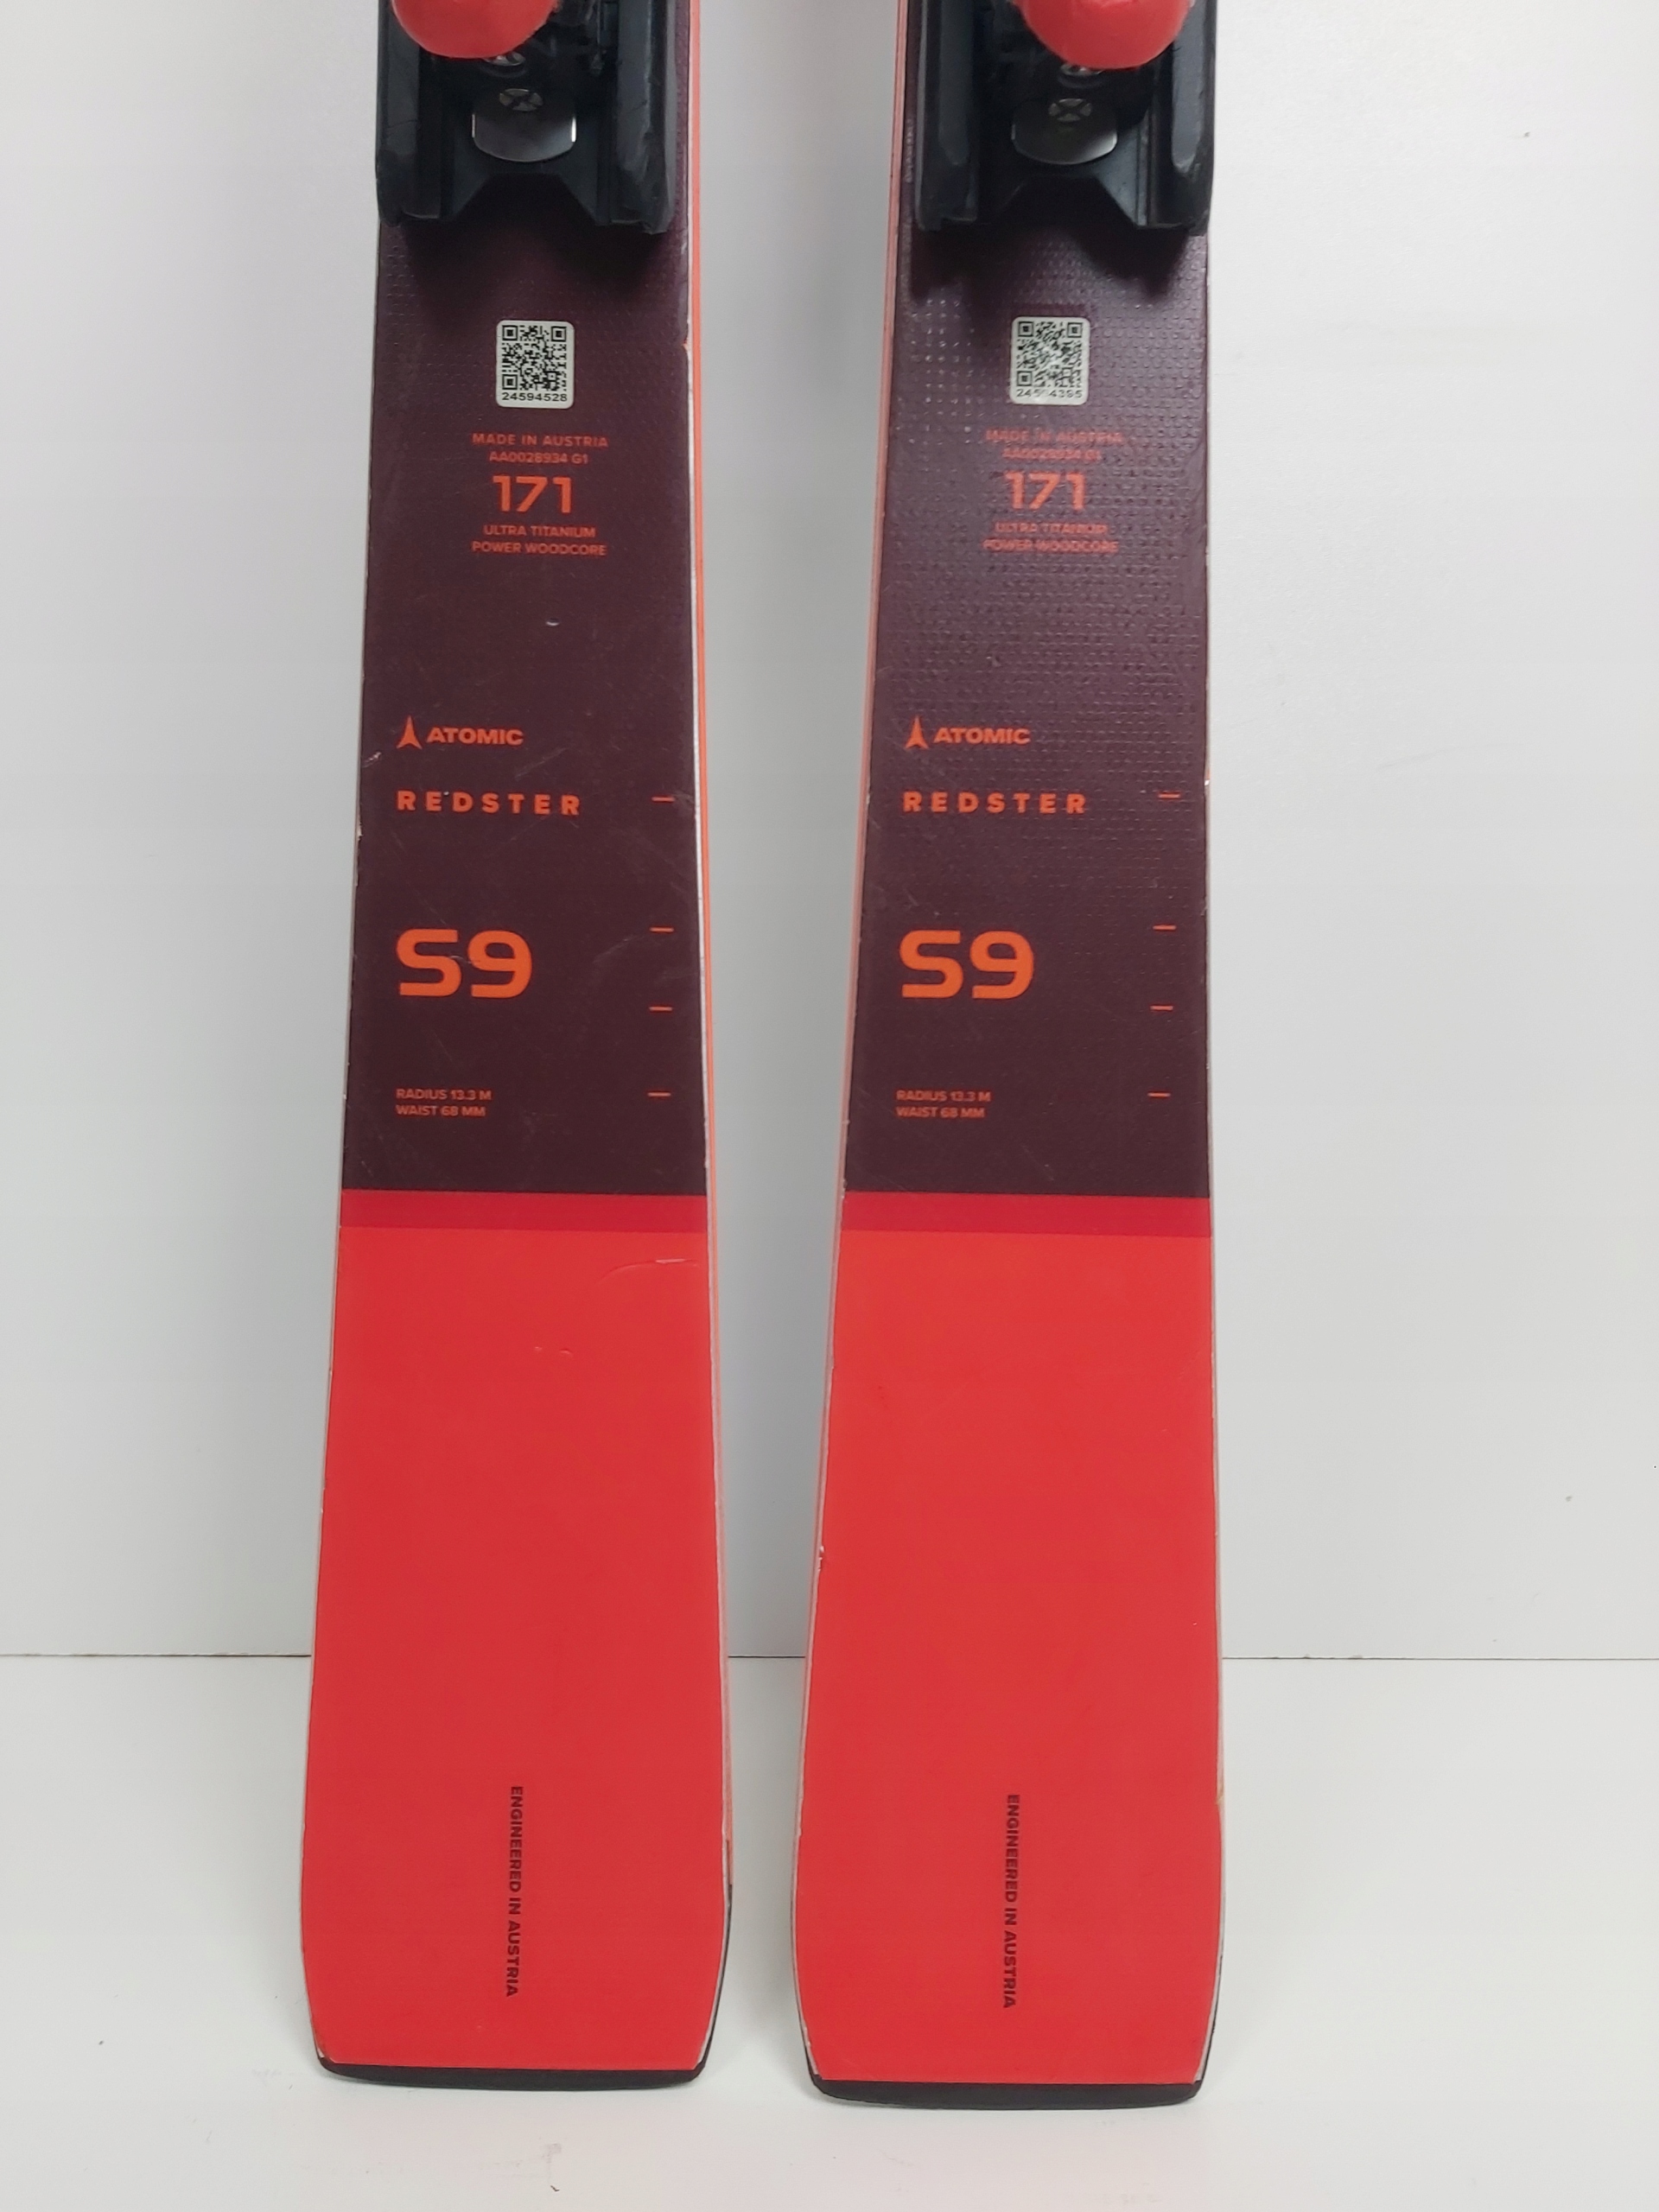 24594528
MADE IN AUSTRIA
AA0028934 G1
171
ULTRA TITANIUM
POWER WOODCORE
ATOMIC
REDSTER
S9
RADIUS 13.3 M
WAIST 68 MM
ENGINEERED IN AUSTRIA
MADE IN AUSTRIA
AA0028934 G1
171
ULTRA TITANIUM
POWER WOODCORE
ATOMIC
REDSTER
S9
RADIUS 13.3 M
WAIST 68 MM
ENGINEERED IN AUSTRIA